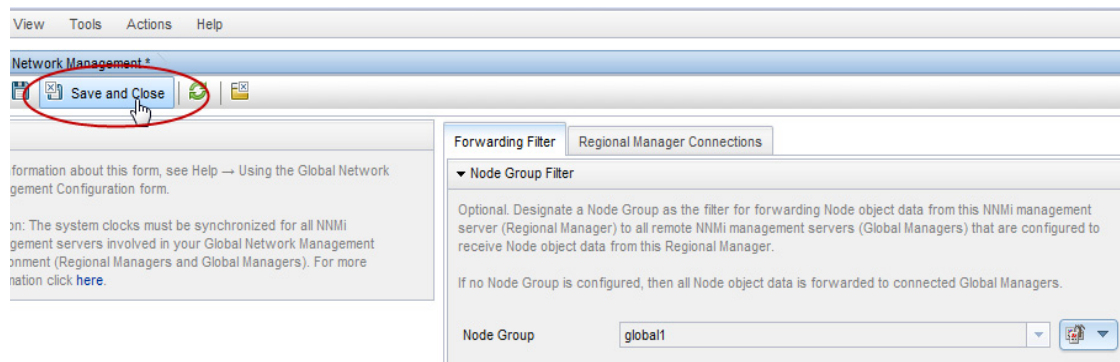 View Tools Actions Help
Network Management *
Save and Close
Forwarding Filter Regional Manager Connections
formation about this form, see Help → Using the Global Network
gement Configuration form.
on: The system clocks must be synchronized for all NNMi
gement servers involved in your Global Network Management
onment (Regional Managers and Global Managers). For more
mation click here.
▼ Node Group Filter
Optional. Designate a Node Group as the filter for forwarding Node object data from this NNMi management
server (Regional Manager) to all remote NNMi management servers (Global Managers) that are configured to
receive Node object data from this Regional Manager.
If no Node Group is configured, then all Node object data is forwarded to connected Global Managers.
Node Group global1